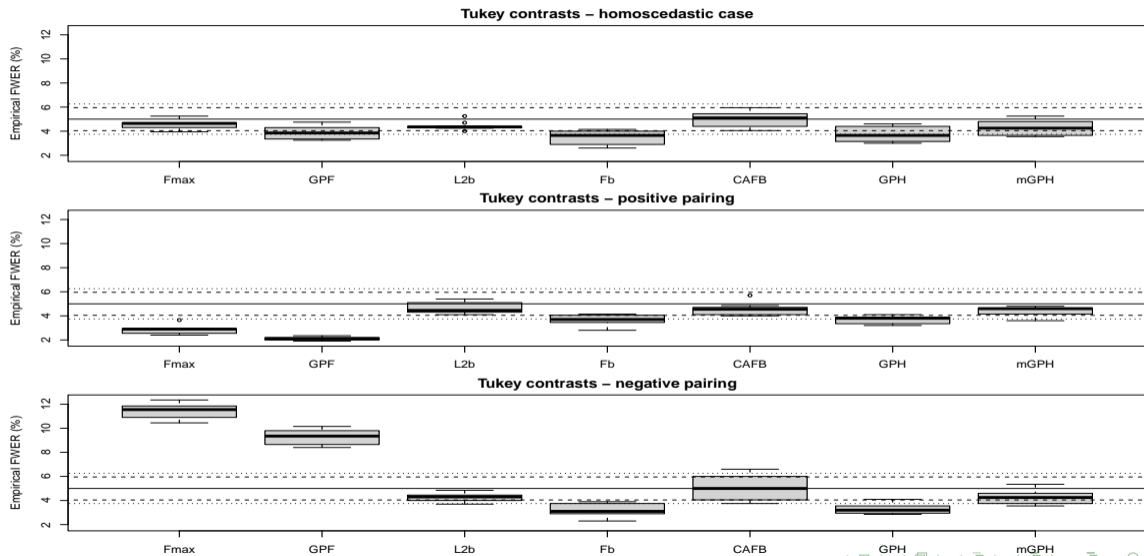 Tukey contrasts – homoscedastic case
Empirical FWER (%)
12
10
8
6
4
2
Fmax GPF L2b Fb CAFB GPH mGPH
Tukey contrasts – positive pairing
Empirical FWER (%)
12
10
8
6
4
2
Fmax GPF L2b Fb CAFB GPH mGPH
Tukey contrasts – negative pairing
Empirical FWER (%)
12
10
8
6
4
2
Fmax GPF L2b Fb CAFB GPH mGPH